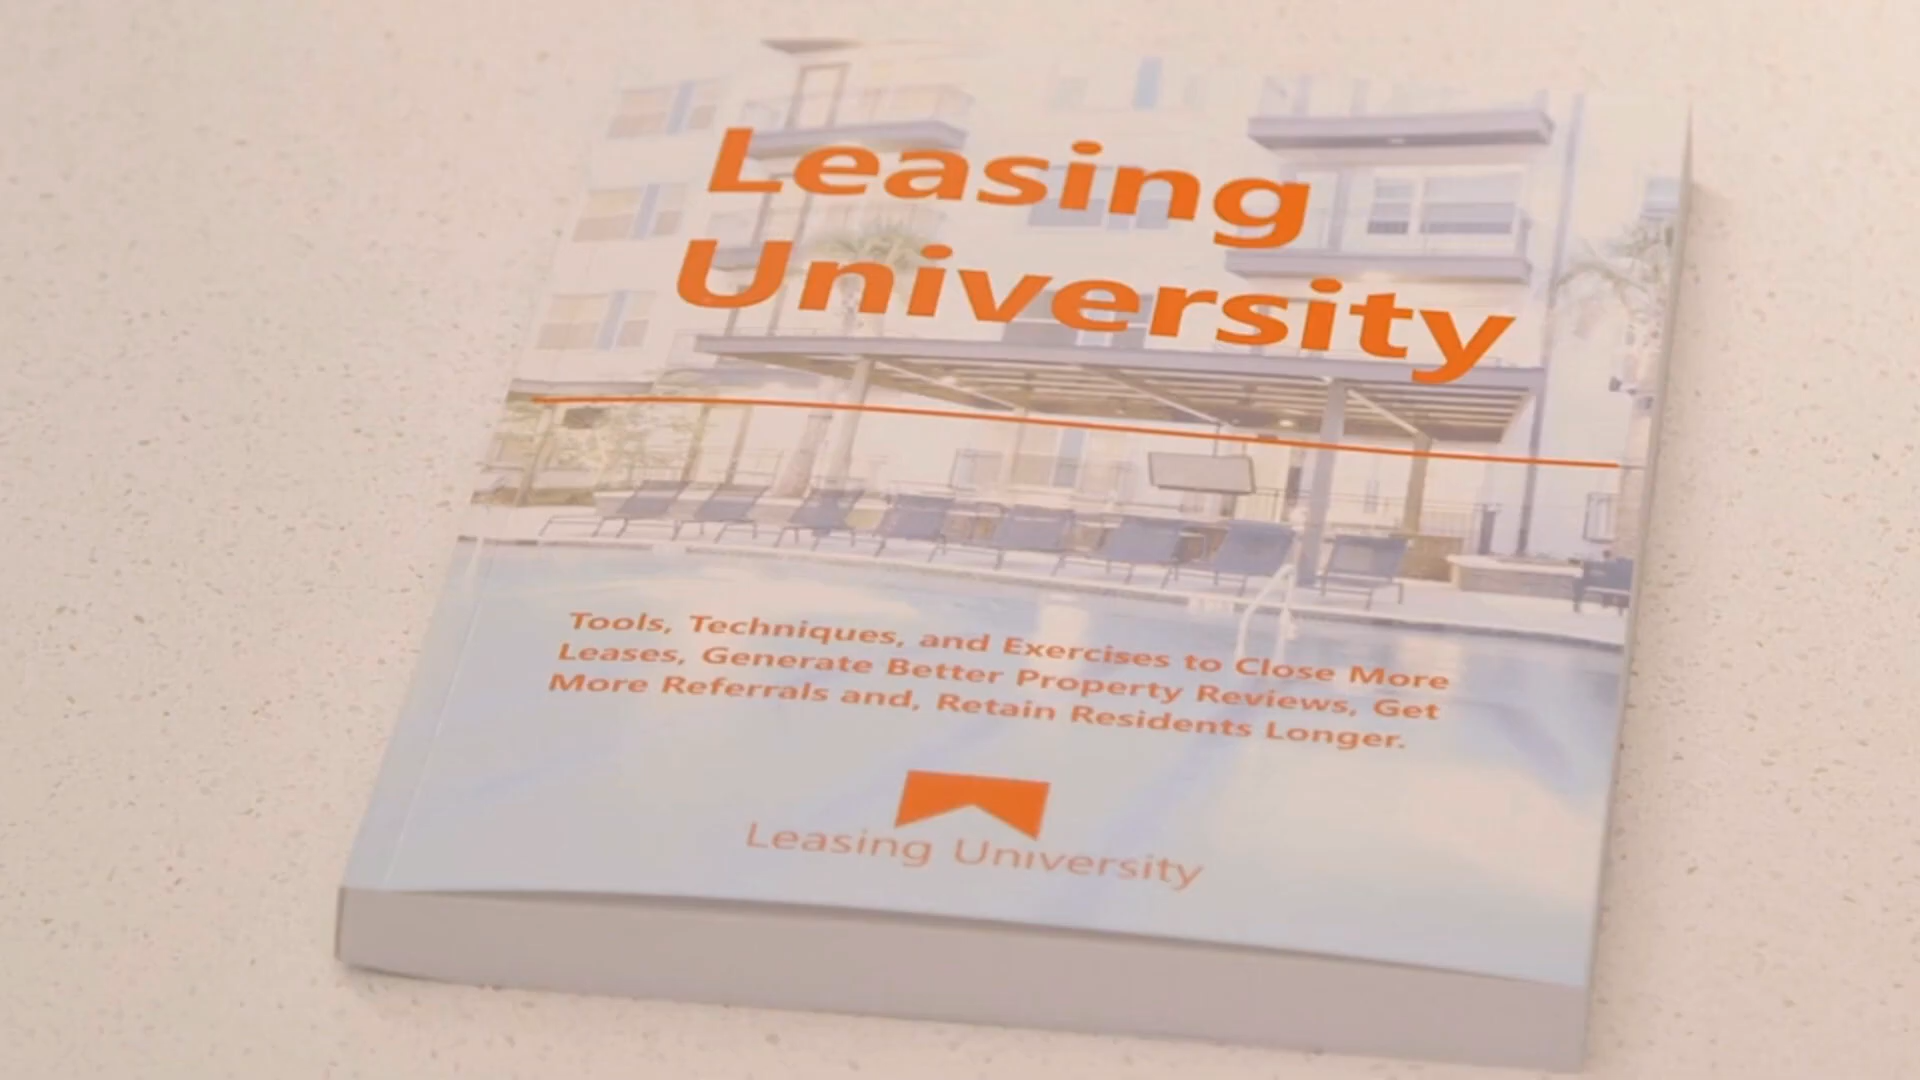 Leasing
University
Tools, Techniques, and Exercises to Close More
Leases, Generate Better Property Reviews, Get
More Referrals and, Retain Residents Longer.
Leasing University